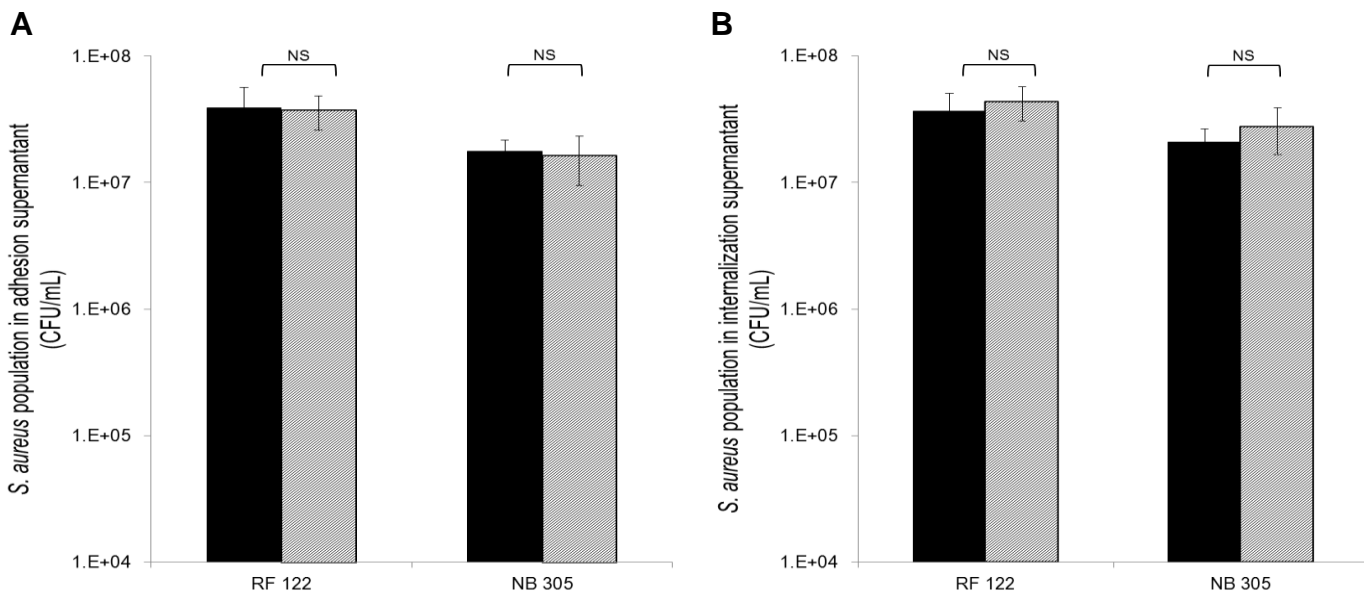 A
S. aureus population in adhesion supernantant
(CFU/mL)
1.E+08
1.E+07
1.E+06
1.E+05
1.E+04
NS
NS
RF 122
NB 305
B
S. aureus population in internalization supernantant
(CFU/mL)
1.E+08
1.E+07
1.E+06
1.E+05
1.E+04
NS
NS
RF 122
NB 305